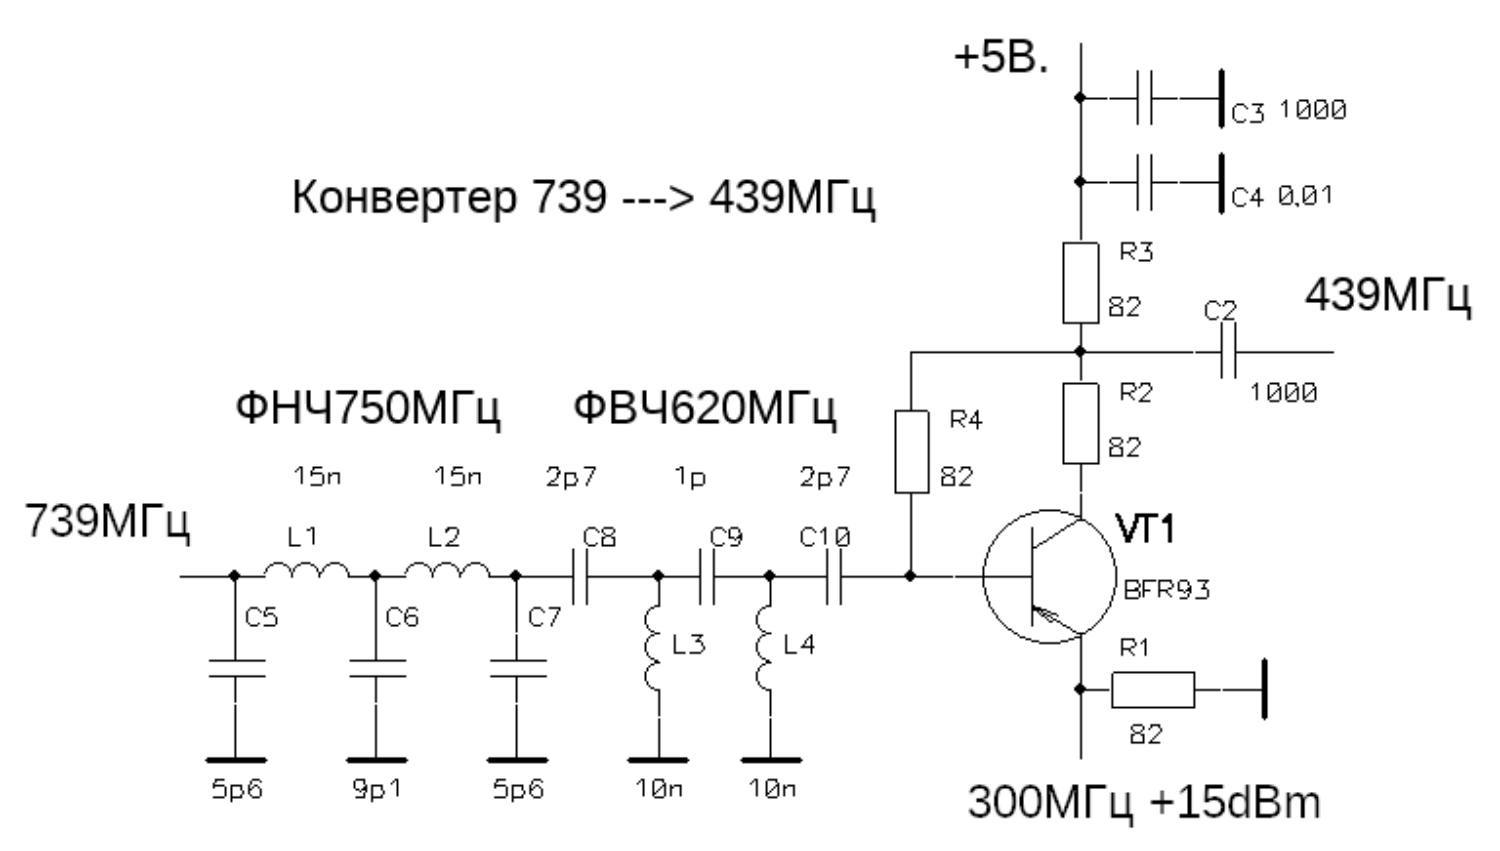 +5В.
C3 1000
C4 0.01
Конвертер 739 ---> 439МГц
R3
82
439МГц
C2
1000
R2
82
ФНЧ750МГц
ФВЧ620МГц
R4
82
15n
15n
2p7
1p
2p7
739МГц
L1
L2
C8
C9
C10
VT1
BFR93
C5
C6
C7
L3
L4
R1
82
5p6
9p1
5p6
10n
10n
300МГц +15dBm